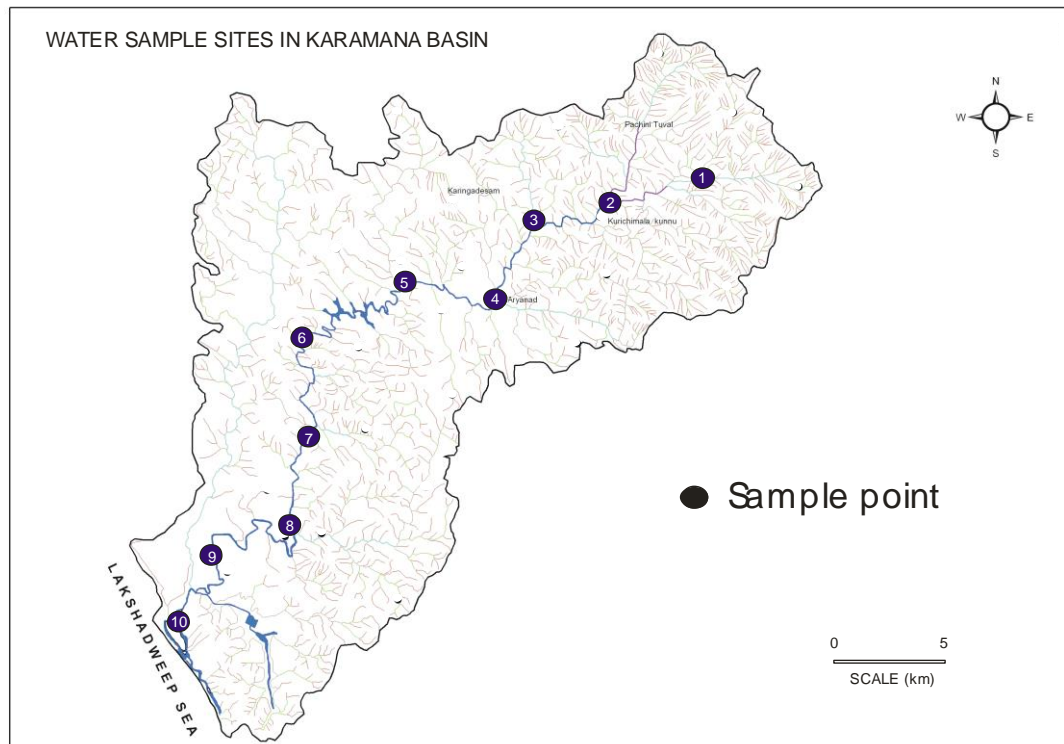 WATER SAMPLE SITES IN KARAMANA BASIN
N
W E
S
Pachini Tuval
1
Karingadesam
2
3
Kurichimala kunnu
5
4
Aryanad
6
7
Sample point
8
9
LAKSHADWEEP SEA
10
0 5
SCALE (km)